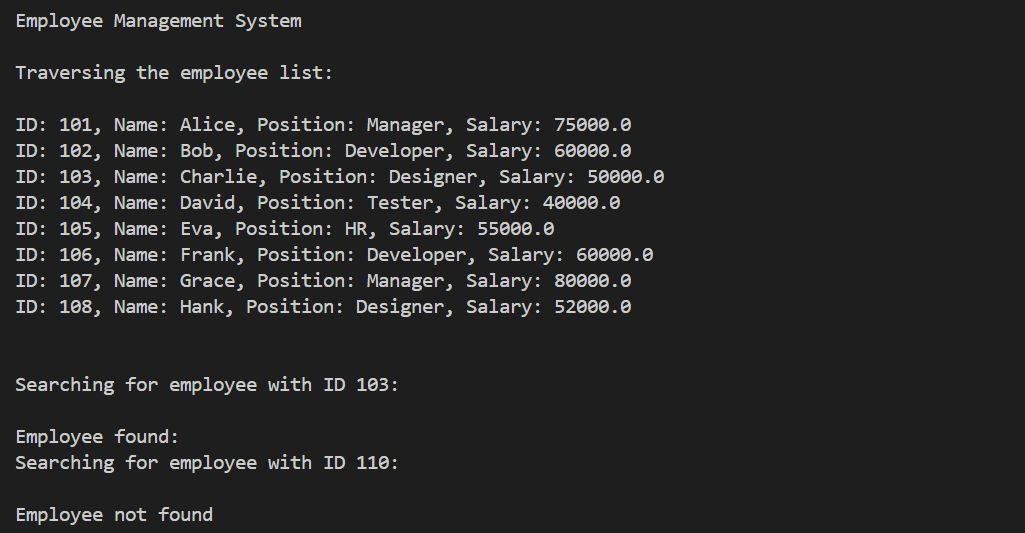 Employee Management System
Traversing the employee list:
ID: 101, Name: Alice, Position: Manager, Salary: 75000.0
ID: 102, Name: Bob, Position: Developer, Salary: 60000.0
ID: 103, Name: Charlie, Position: Designer, Salary: 50000.0
ID: 104, Name: David, Position: Tester, Salary: 40000.0
ID: 105, Name: Eva, Position: HR, Salary: 55000.0
ID: 106, Name: Frank, Position: Developer, Salary: 60000.0
ID: 107, Name: Grace, Position: Manager, Salary: 80000.0
ID: 108, Name: Hank, Position: Designer, Salary: 52000.0
Searching for employee with ID 103:
Employee found:
Searching for employee with ID 110:
Employee not found